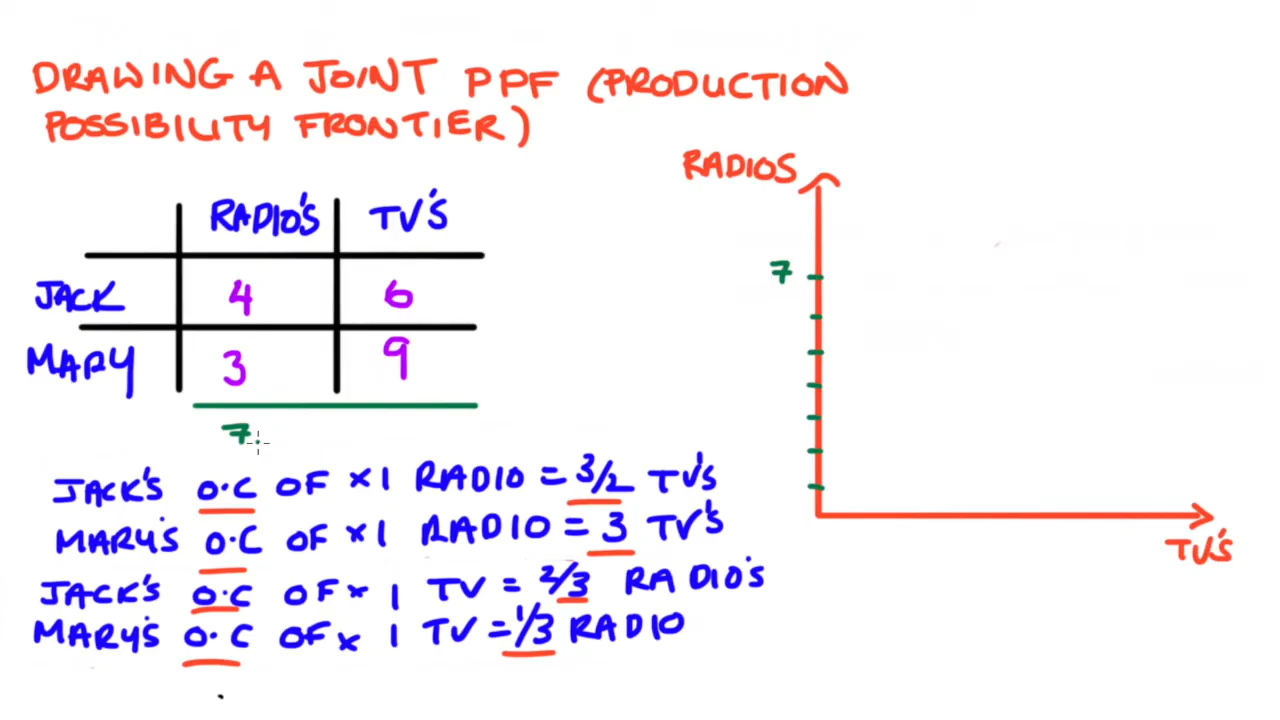 DRAWING A JOINT PPF (PRODUCTION
POSSIBILITY FRONTIER)
RADIO'S TV'S
JACK 4 6
MARY 3 9
7
JACK'S O.C OF x 1 RADIO = 3/2 TV'S
MARY'S O.C OF x 1 RADIO = 3 TV'S
JACK'S O.C OF x 1 TV = 2/3 RADIO'S
MARY'S O.C OF x 1 TV = 1/3 RADIO
RADIOS
7
TV'S